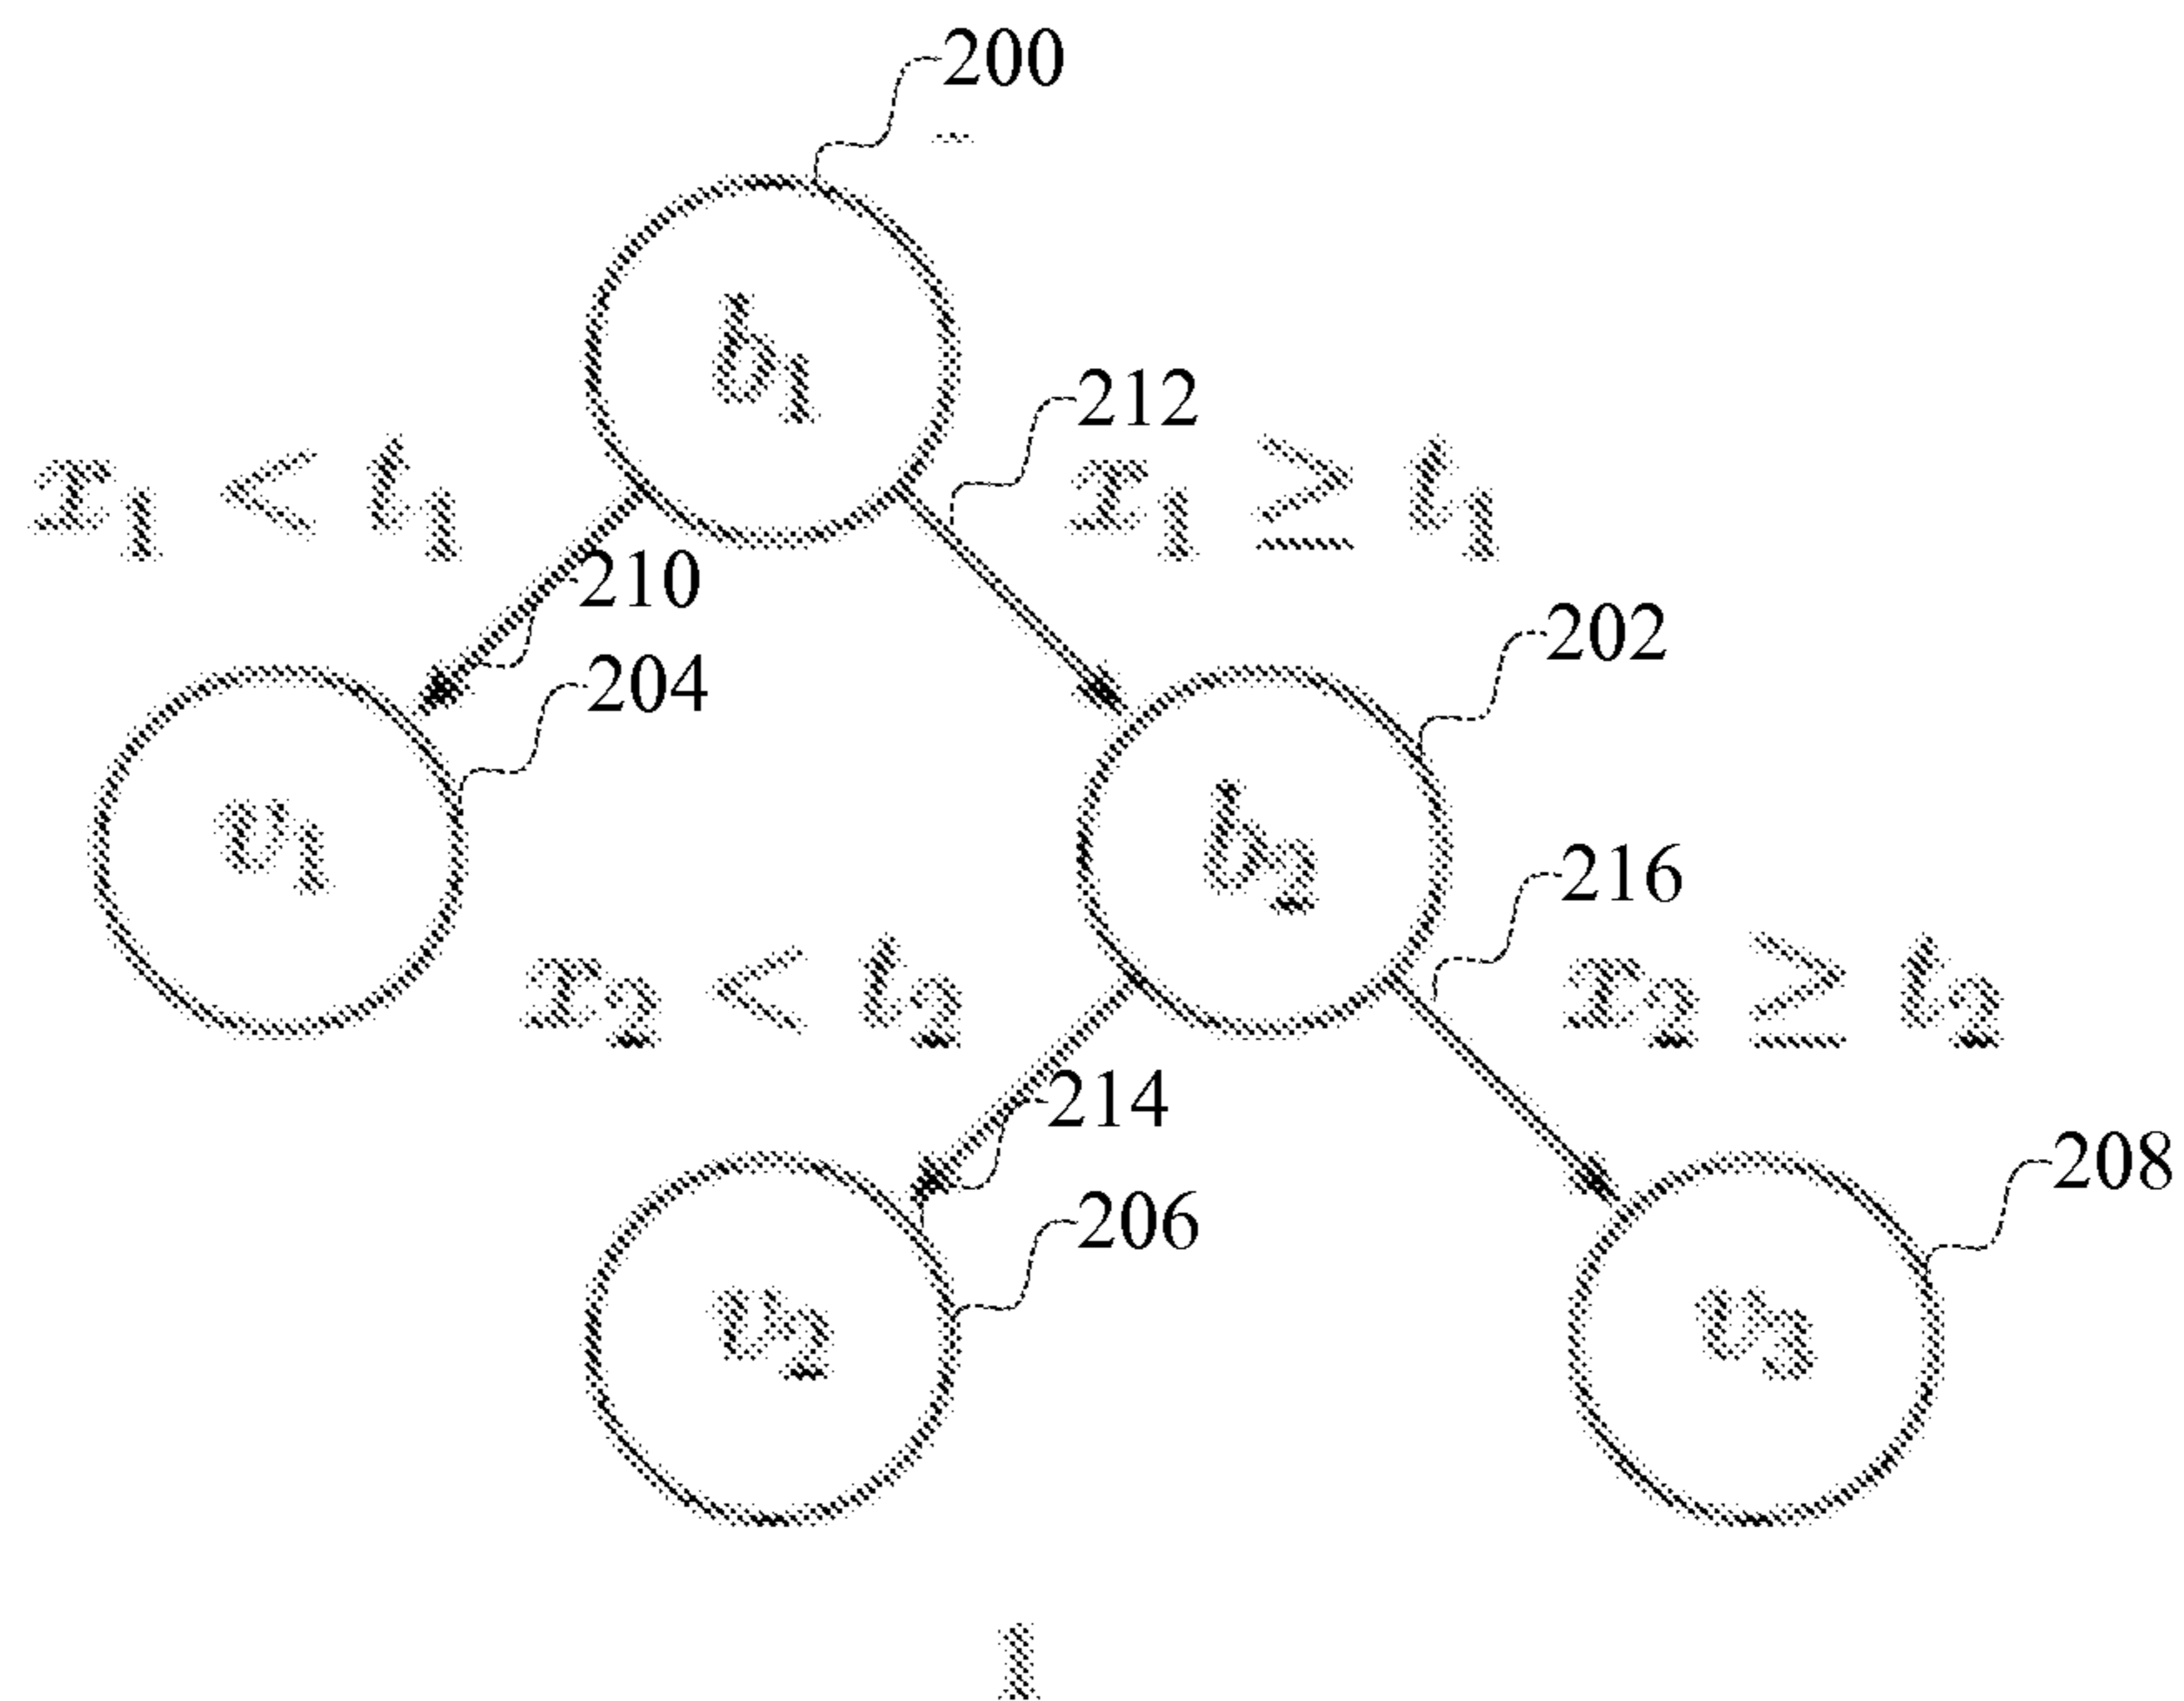 200
b₁
212
x₁ < t₁
x₁ ≥ t₁
210
202
204
v₁
b₂
216
x₂ < t₂
x₂ ≥ t₂
214
208
206
v₂
v₃
1